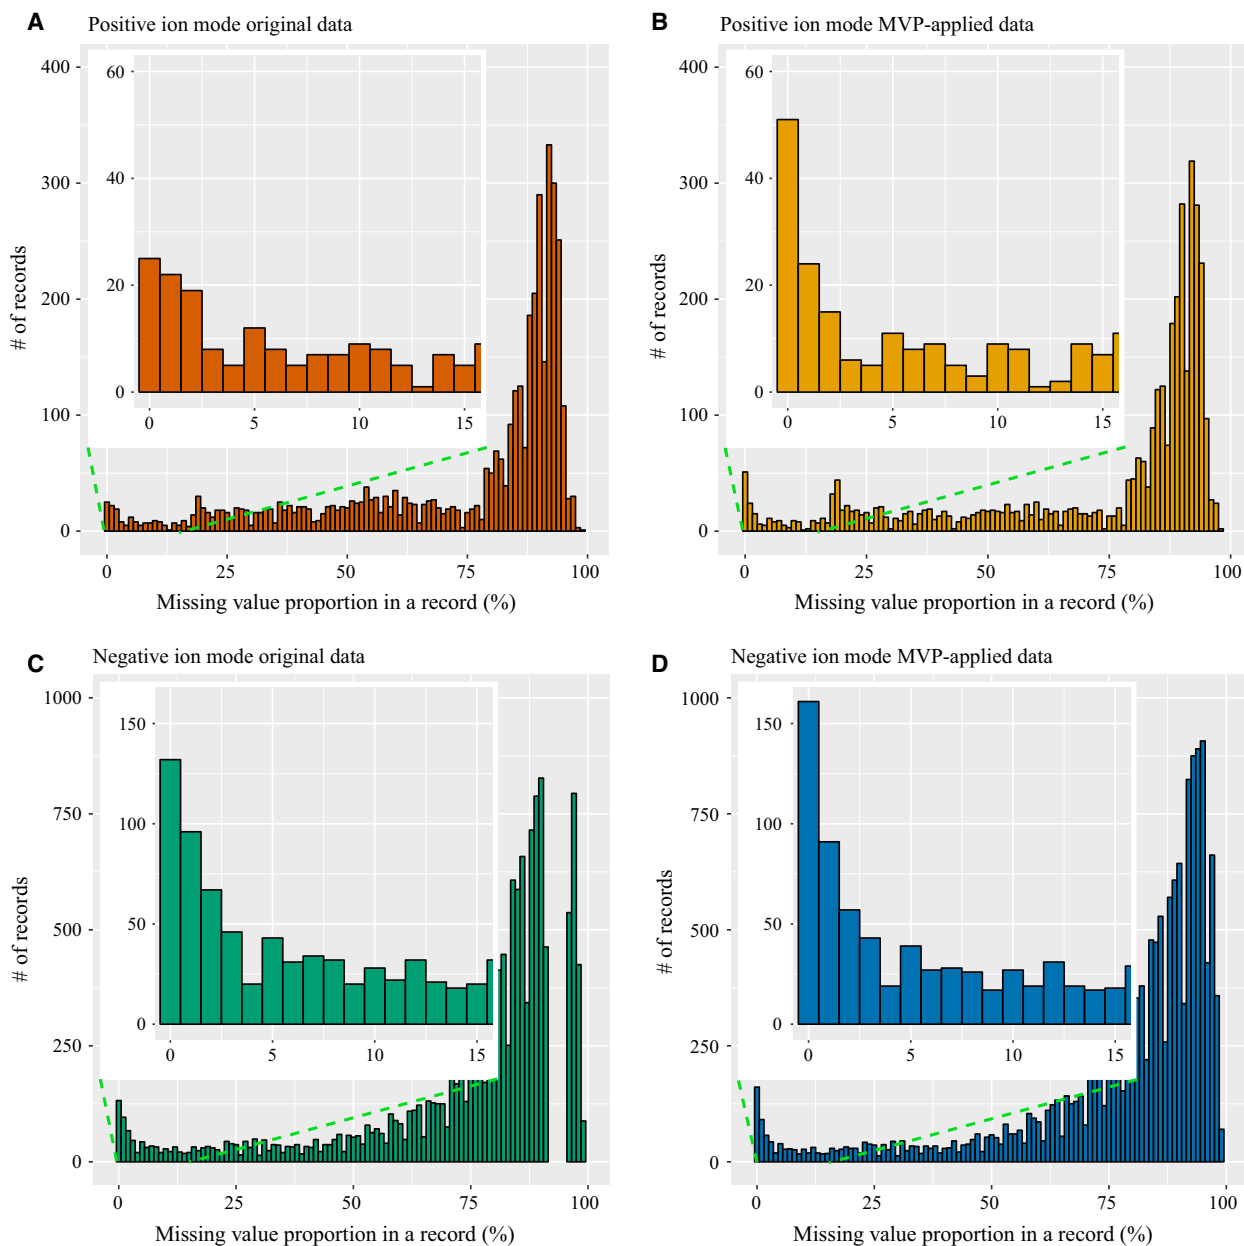 A Positive ion mode original data
400
300
200
100
0
# of records
60
40
20
0
0 5 10 15
0 25 50 75 100
Missing value proportion in a record (%)
B Positive ion mode MVP-applied data
400
300
200
100
0
# of records
60
40
20
0
0 5 10 15
0 25 50 75 100
Missing value proportion in a record (%)
C Negative ion mode original data
1000
750
500
250
0
# of records
150
100
50
0
0 5 10 15
0 25 50 75 100
Missing value proportion in a record (%)
D Negative ion mode MVP-applied data
1000
750
500
250
0
# of records
150
100
50
0
0 5 10 15
0 25 50 75 100
Missing value proportion in a record (%)